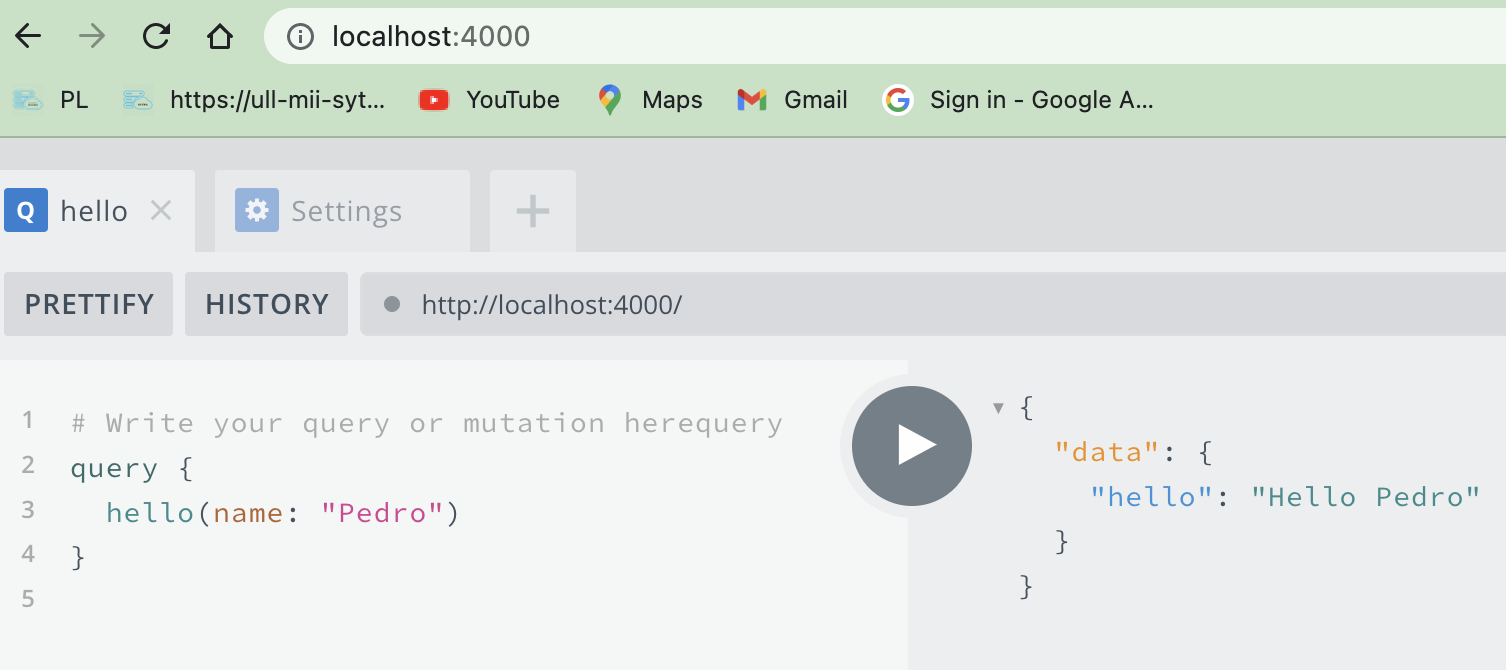 localhost:4000
PL https://ull-mii-syt... YouTube Maps Gmail Sign in - Google A...
Q hello Settings
PRETTIFY HISTORY http://localhost:4000/
1 # Write your query or mutation herequery
2 query {
3 hello(name: "Pedro")
4 }
5
{
"data": {
"hello": "Hello Pedro"
}
}